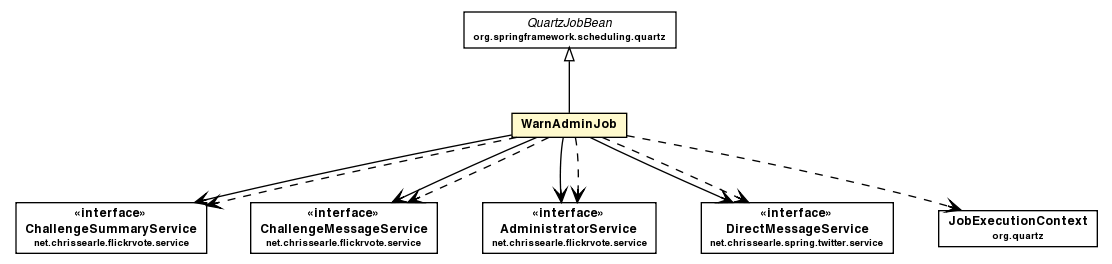 QuartzJobBean
org.springframework.scheduling.quartz
WarnAdminJob
«interface»
ChallengeSummaryService
net.chrissearle.flickrvote.service
«interface»
ChallengeMessageService
net.chrissearle.flickrvote.service
«interface»
AdministratorService
net.chrissearle.flickrvote.service
«interface»
DirectMessageService
net.chrissearle.spring.twitter.service
JobExecutionContext
org.quartz